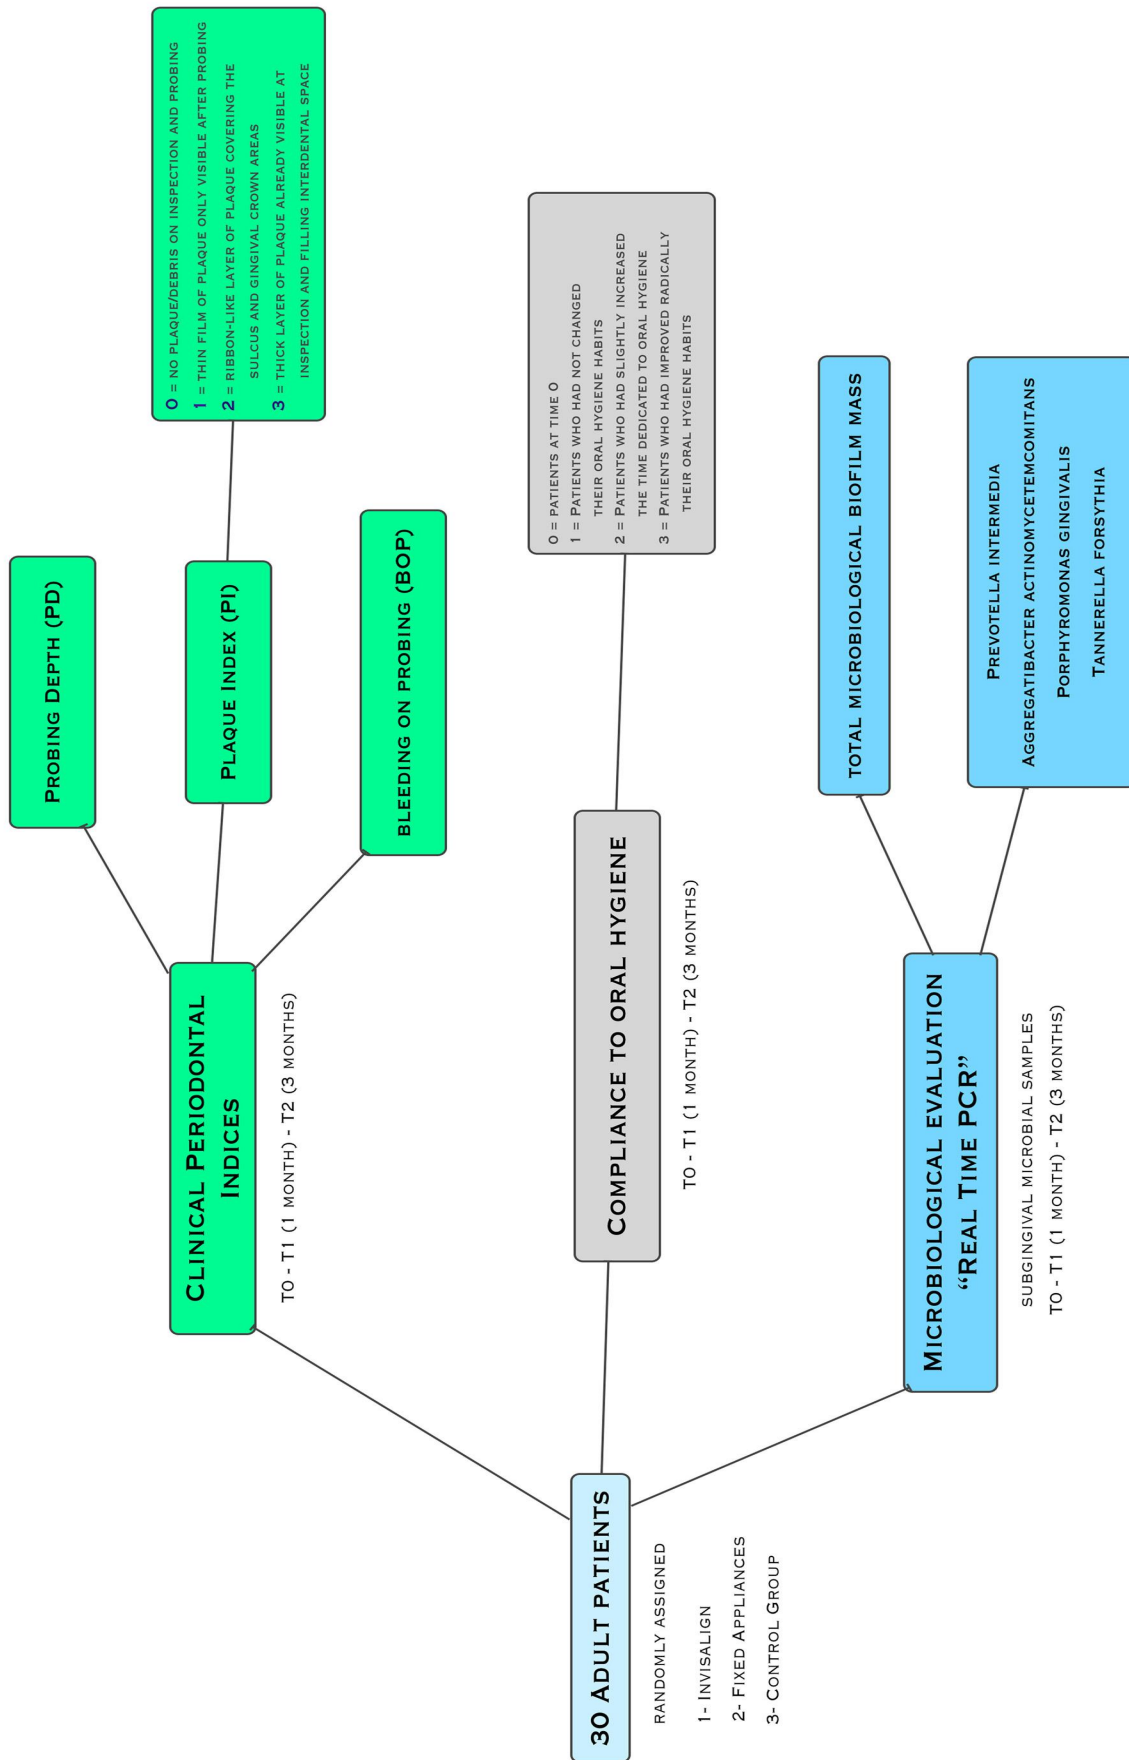 30 Adult patients
randomly assigned
1- Invisalign
2- Fixed Appliances
3- Control Group
Clinical Periodontal
Indices
T0 - T1 (1 month) - T2 (3 months)
Probing Depth (PD)
Plaque Index (PI)
bleeding on probing (BOP)
0 = no plaque/debris on inspection and probing
1 = thin film of plaque only visible after probing
2 = ribbon-like layer of plaque covering the
sulcus and gingival crown areas
3 = thick layer of plaque already visible at
inspection and filling interdental space
Compliance to oral hygiene
T0 - T1 (1 month) - T2 (3 months)
0 = patients at time 0
1 = Patients who had not changed
their oral hygiene habits
2 = Patients who had slightly increased
the time dedicated to oral hygiene
3 = Patients who had improved radically
their oral hygiene habits
Microbiological evaluation
“Real Time PCR”
subgingival microbial samples
T0 - T1 (1 month) - T2 (3 months)
total microbiological biofilm mass
Prevotella intermedia
Aggregatibacter actinomycetemcomitans
Porphyromonas gingivalis
Tannerella forsythia